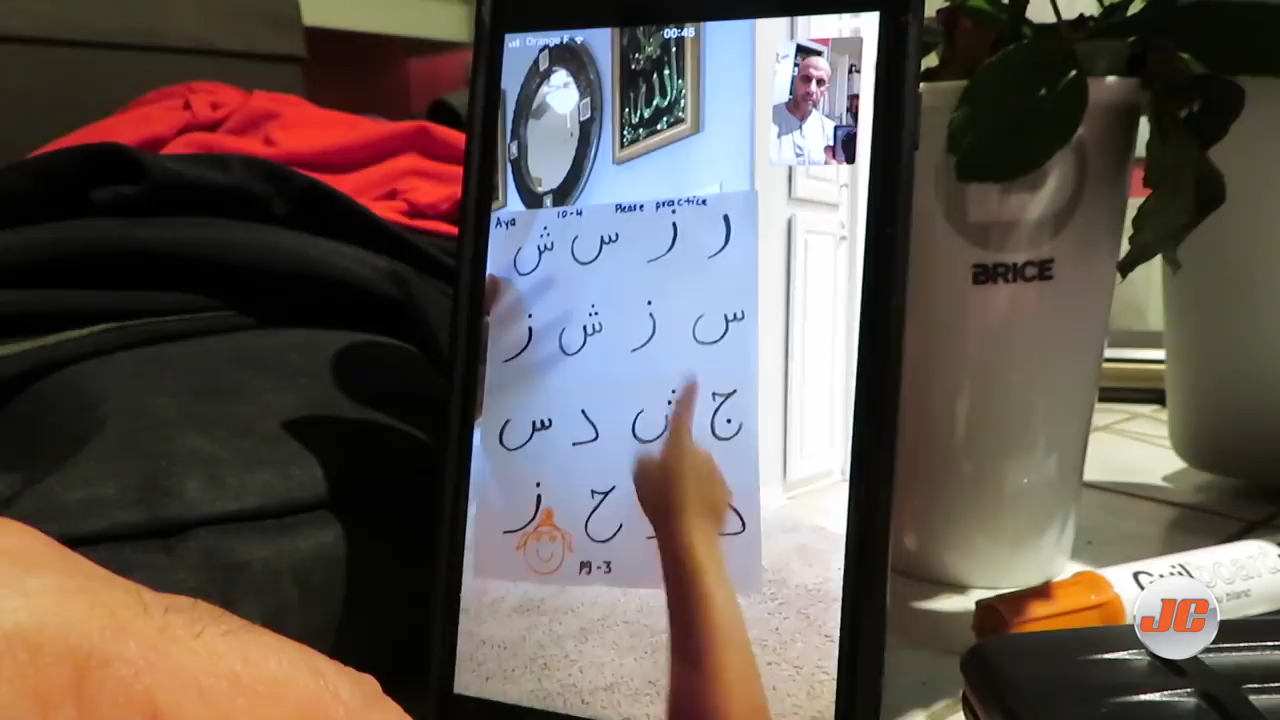 Orange F 00:45
Aya 10-4 Please practice
ر ز س ش
س ز ش ز
ج ش د س
د ح ز
pg-3
BRICE
JC